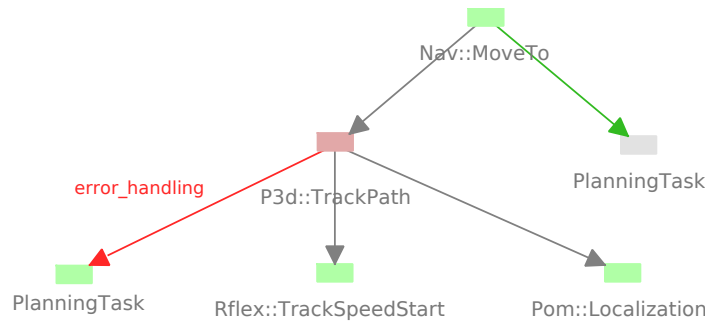 Nav::MoveTo
PlanningTask
error_handling
P3d::TrackPath
PlanningTask
Rflex::TrackSpeedStart
Pom::Localization